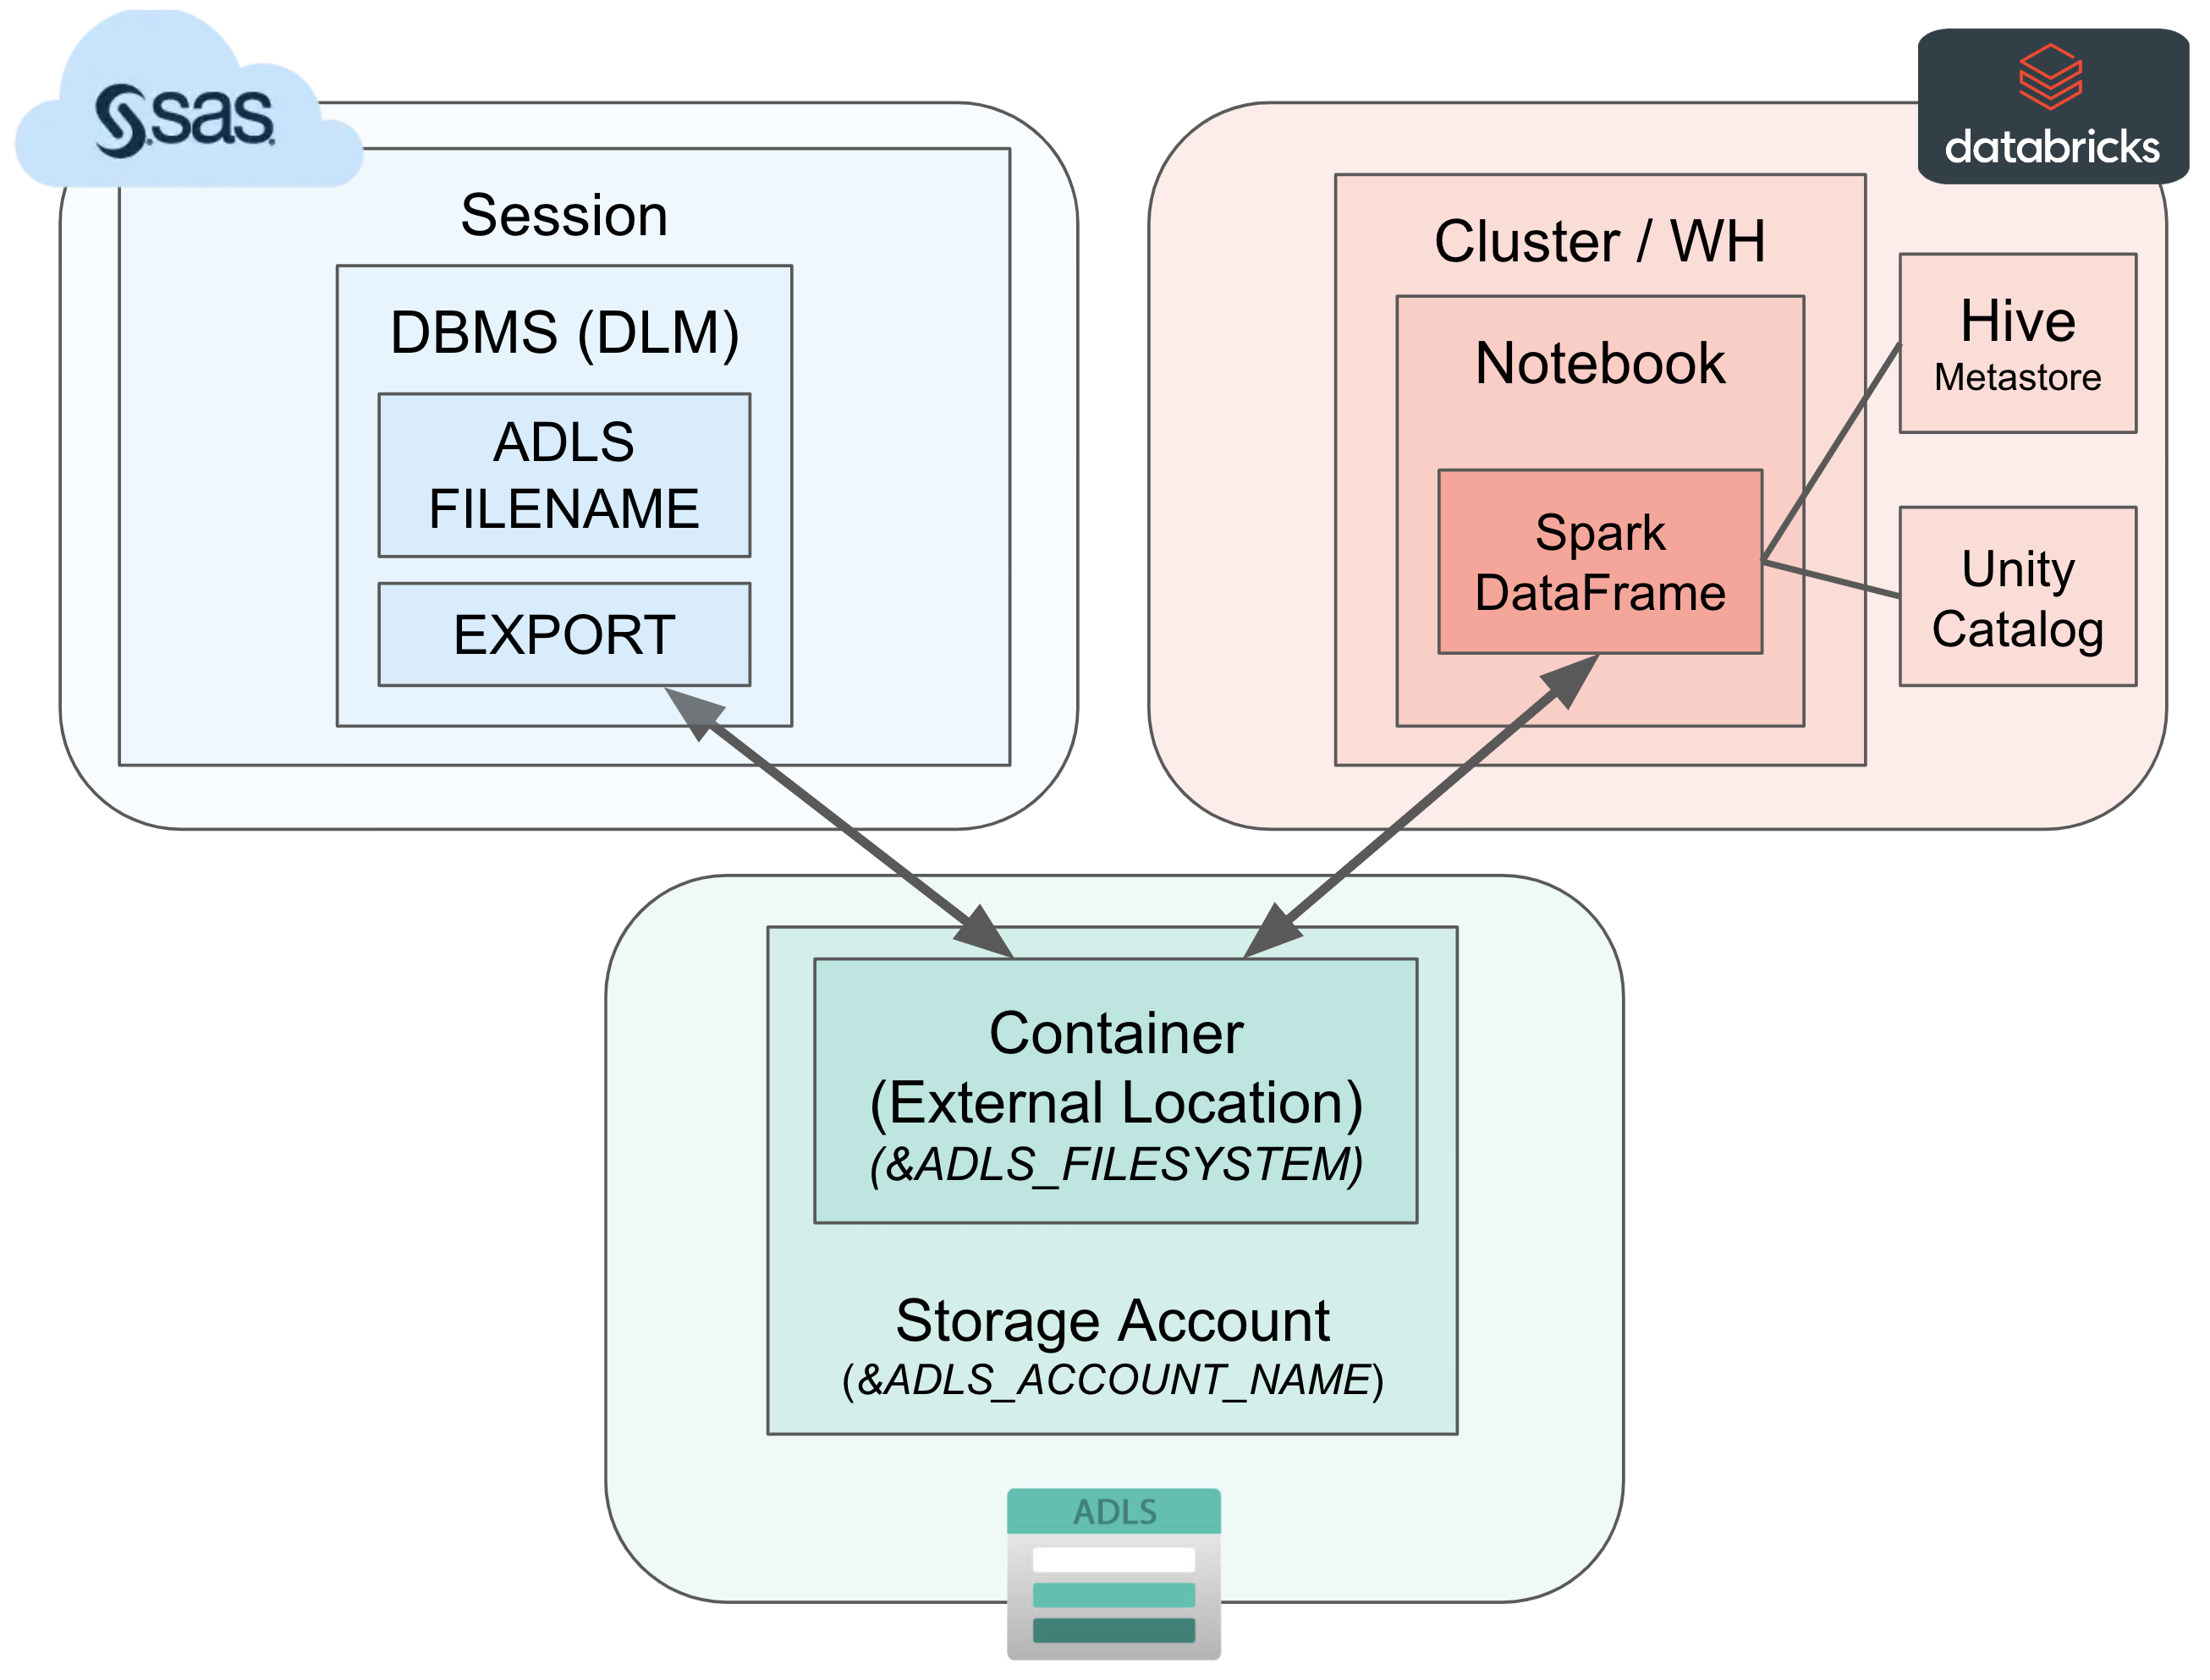 sas
Session
DBMS (DLM)
ADLS
FILENAME
EXPORT
databricks
Cluster / WH
Notebook
Spark
DataFrame
Hive
Metastore
Unity
Catalog
Container
(External Location)
(&ADLS_FILESYSTEM)
Storage Account
(&ADLS_ACCOUNT_NAME)
ADLS